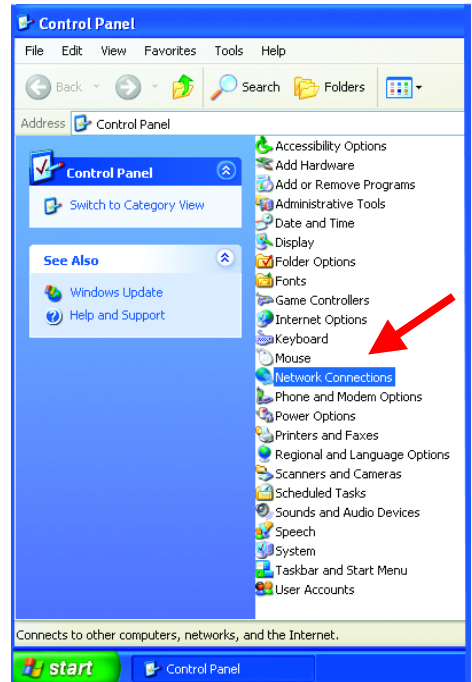 Control Panel
File Edit View Favorites Tools Help
Back Search Folders
Address Control Panel
Control Panel
Switch to Category View
See Also
Windows Update
Help and Support
Accessibility Options
Add Hardware
Add or Remove Programs
Administrative Tools
Date and Time
Display
Folder Options
Fonts
Game Controllers
Internet Options
Keyboard
Mouse
Network Connections
Phone and Modem Options
Power Options
Printers and Faxes
Regional and Language Options
Scanners and Cameras
Scheduled Tasks
Sounds and Audio Devices
Speech
System
Taskbar and Start Menu
User Accounts
Connects to other computers, networks, and the Internet.
start Control Panel